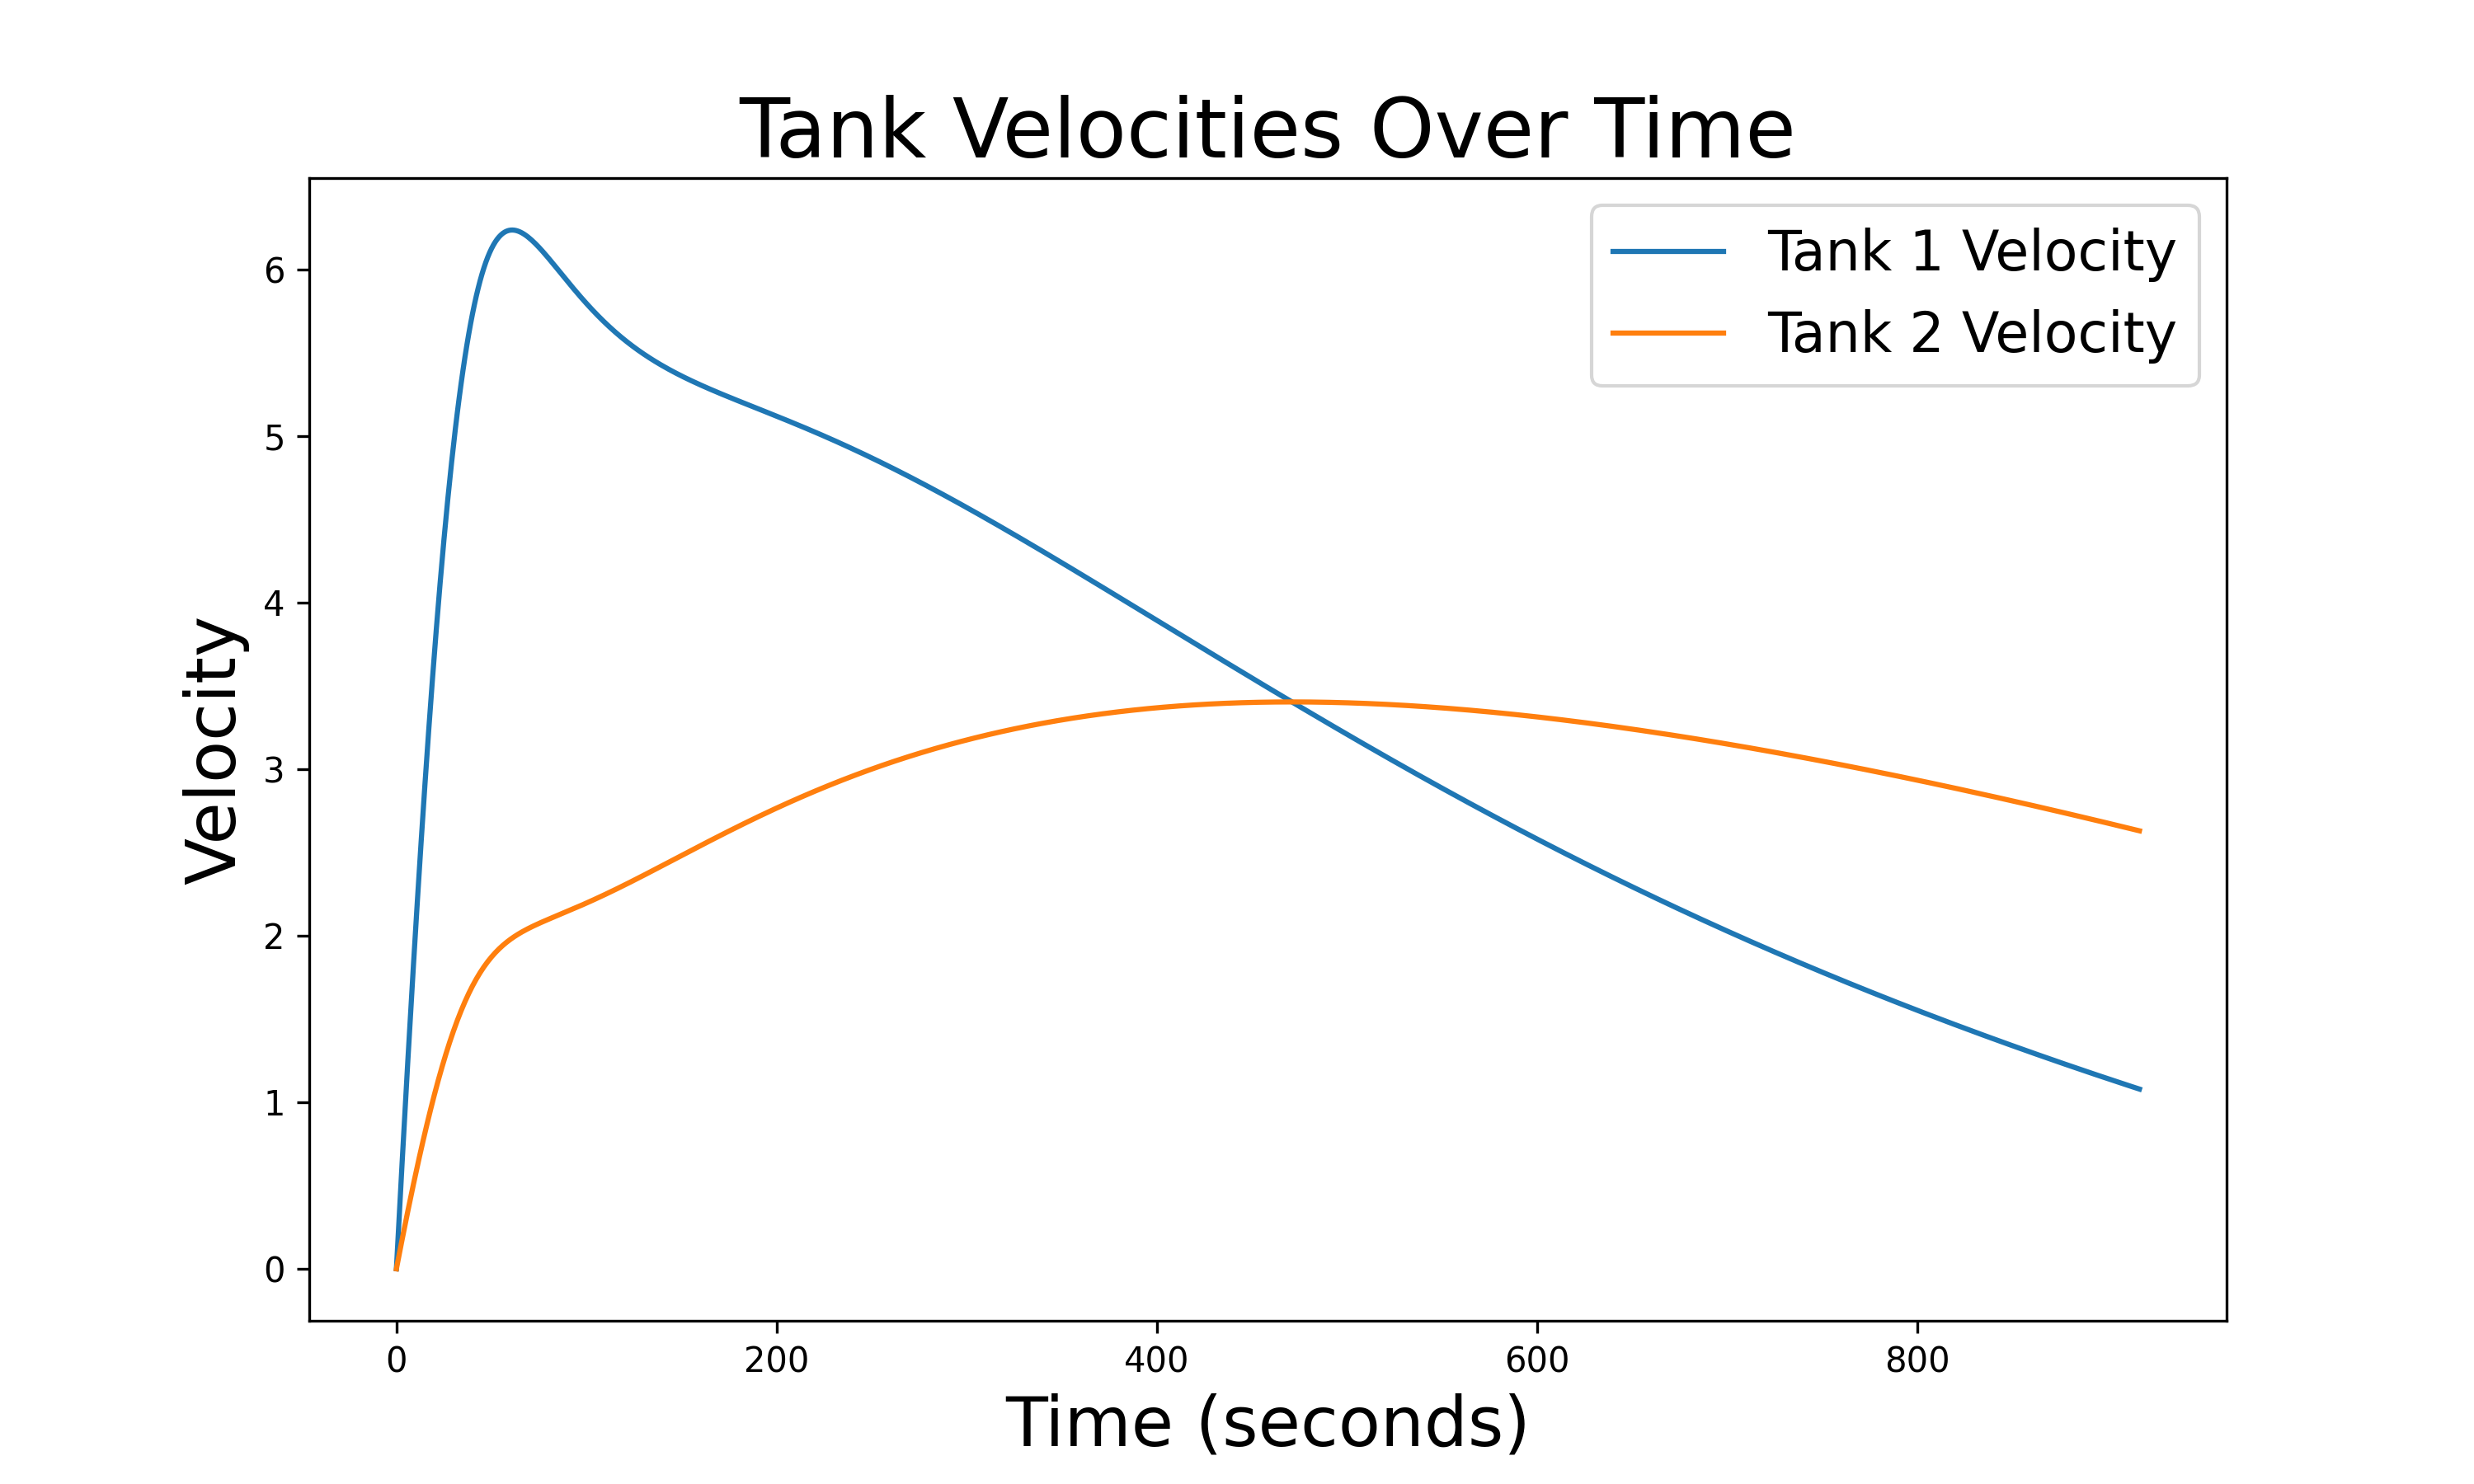 Tank Velocities Over Time
Tank 1 Velocity
Tank 2 Velocity
Velocity
6
5
4
3
2
1
0
0 200 400 600 800
Time (seconds)